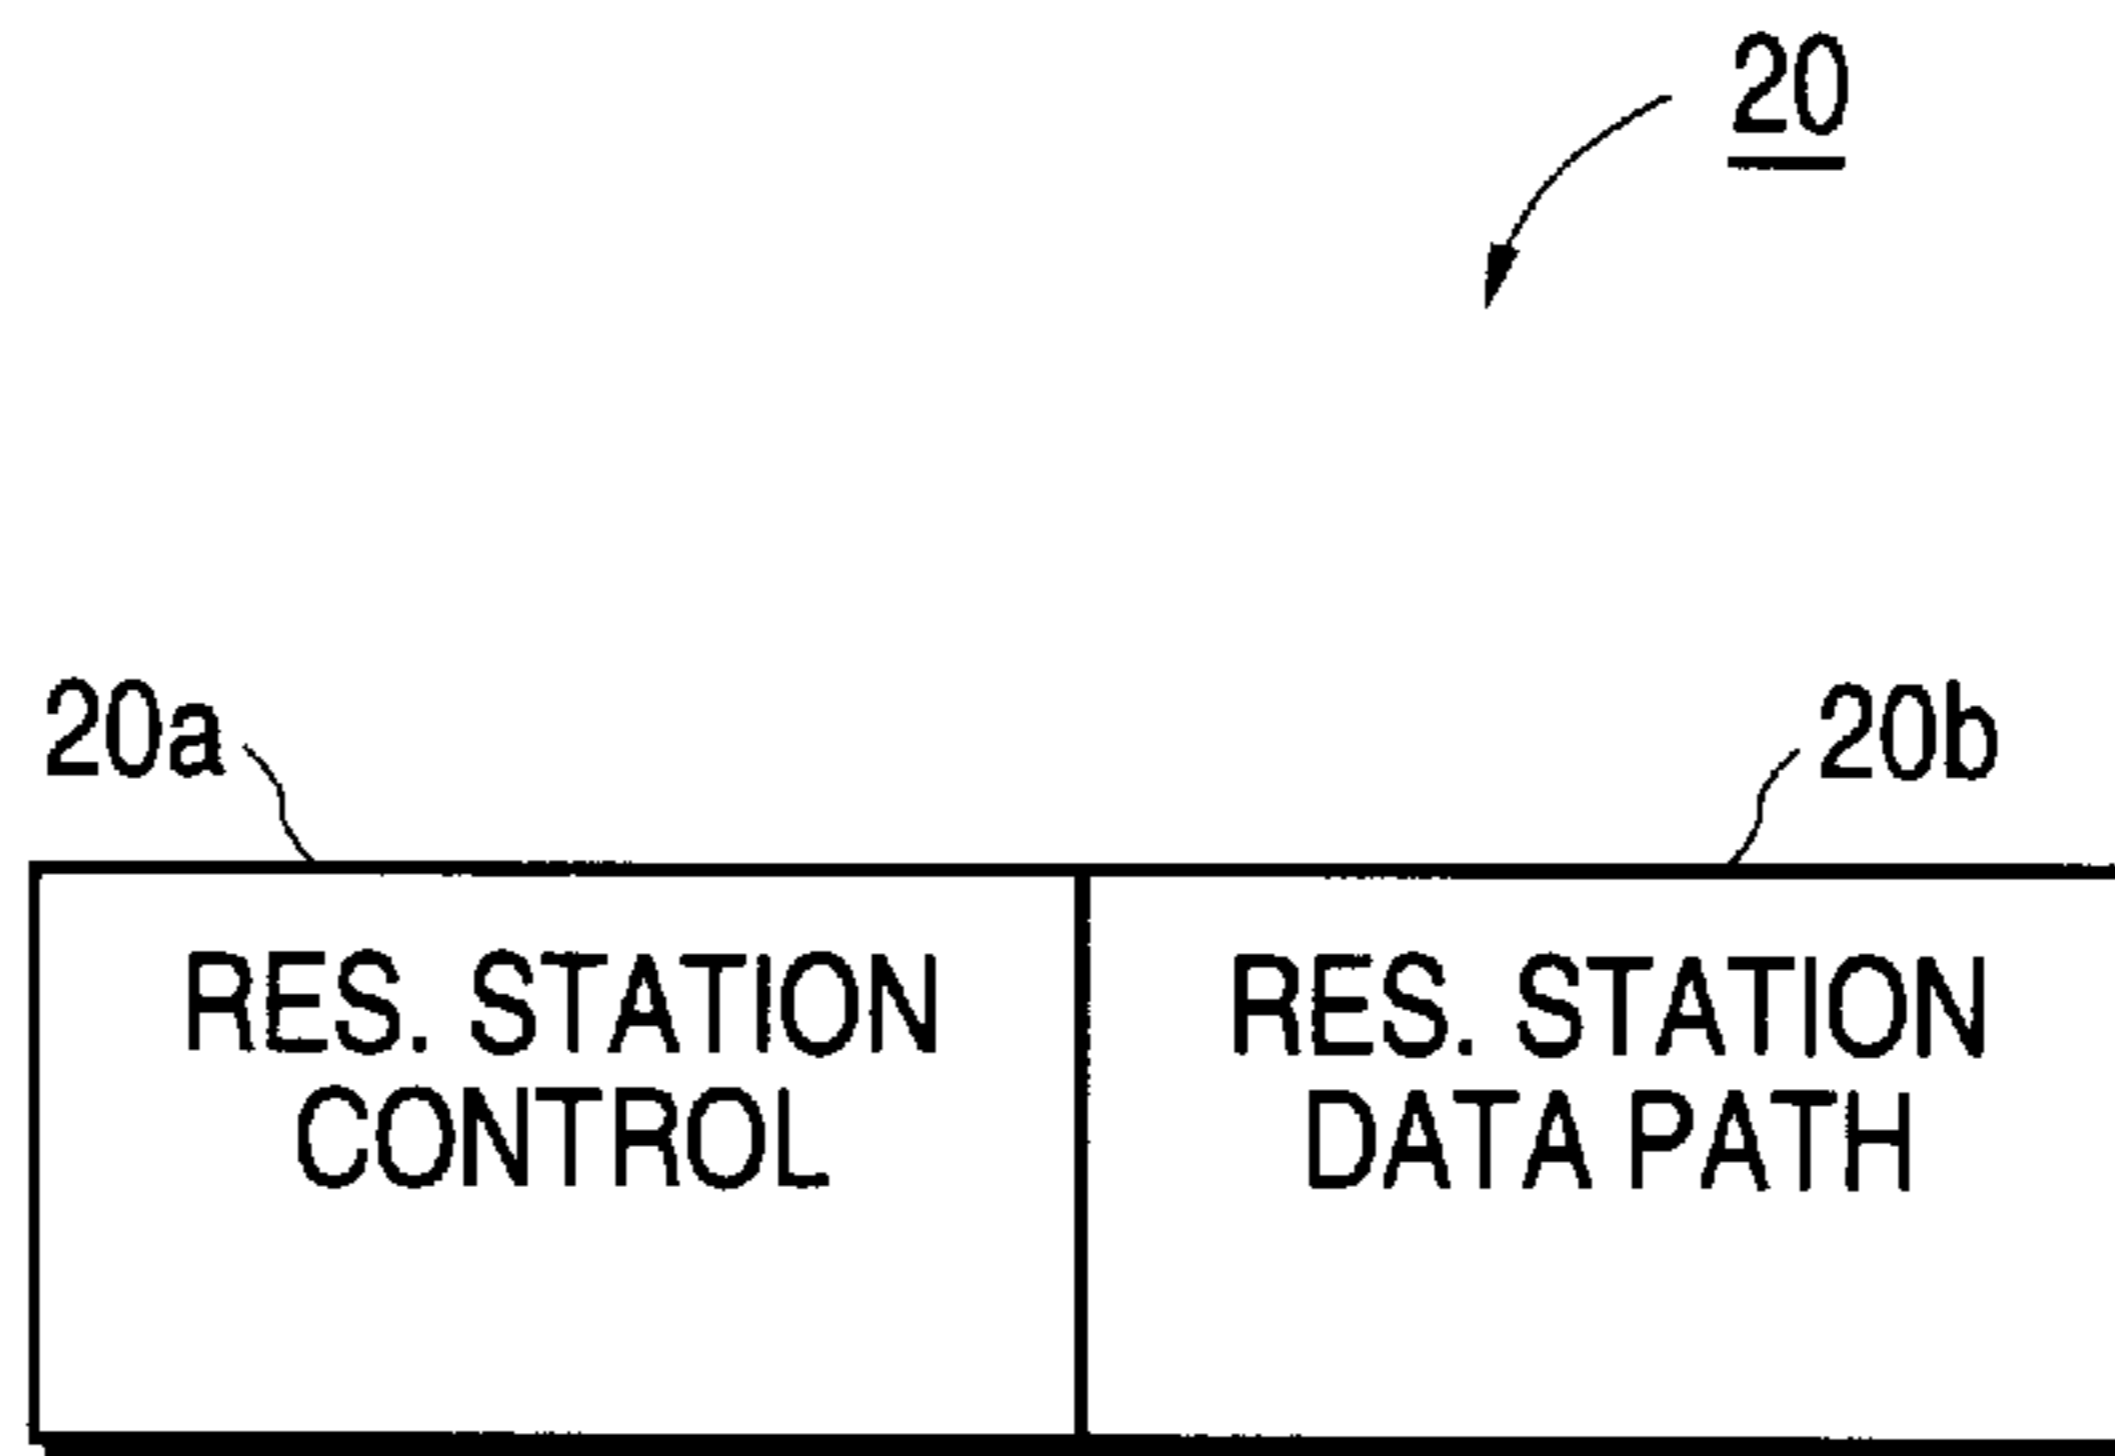 20
20a
20b
RES. STATION
CONTROL
RES. STATION
DATA PATH